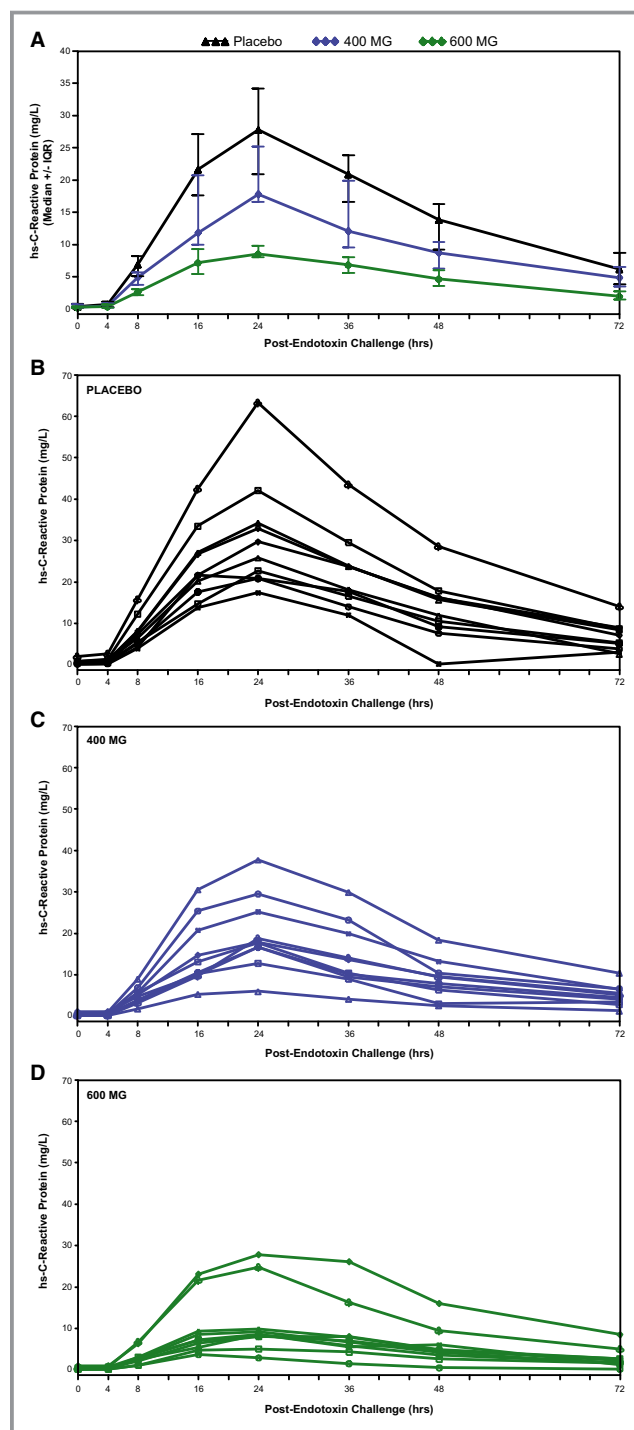 A
Placebo 400 MG 600 MG
hs-C-Reactive Protein (mg/L)
(Median +/- IQR)
40
35
30
25
20
15
10
5
0
0 4 8 16 24 36 48 72
Post-Endotoxin Challenge (hrs)
B
PLACEBO
hs-C-Reactive Protein (mg/L)
70
60
50
40
30
20
10
0
0 4 8 16 24 36 48 72
Post-Endotoxin Challenge (hrs)
C
400 MG
hs-C-Reactive Protein (mg/L)
70
60
50
40
30
20
10
0
0 4 8 16 24 36 48 72
Post-Endotoxin Challenge (hrs)
D
600 MG
hs-C-Reactive Protein (mg/L)
70
60
50
40
30
20
10
0
0 4 8 16 24 36 48 72
Post-Endotoxin Challenge (hrs)